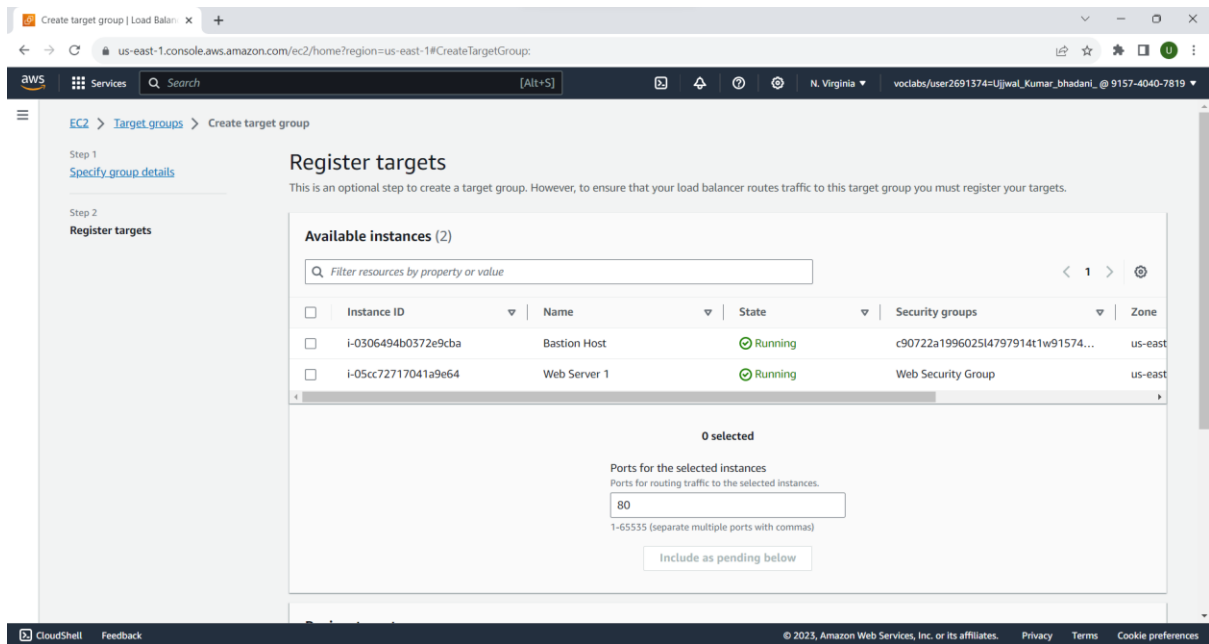 Create target group | Load Balan
us-east-1.console.aws.amazon.com/ec2/home?region=us-east-1#CreateTargetGroup:
U
aws Services Search [Alt+S] N. Virginia voclabs/user2691374=Ujjwal_Kumar_bhadani_ @ 9157-4040-7819
EC2 > Target groups > Create target group
Step 1
Specify group details
Step 2
Register targets
Register targets
This is an optional step to create a target group. However, to ensure that your load balancer routes traffic to this target group you must register your targets.
Available instances (2)
Filter resources by property or value
1
Instance ID Name State Security groups Zone
i-0306494b0372e9cba Bastion Host Running c90722a1996025l4797914t1w91574... us-east
i-05cc72717041a9e64 Web Server 1 Running Web Security Group us-east
0 selected
Ports for the selected instances
Ports for routing traffic to the selected instances.
80
1-65535 (separate multiple ports with commas)
Include as pending below
CloudShell Feedback © 2023, Amazon Web Services, Inc. or its affiliates. Privacy Terms Cookie preferences